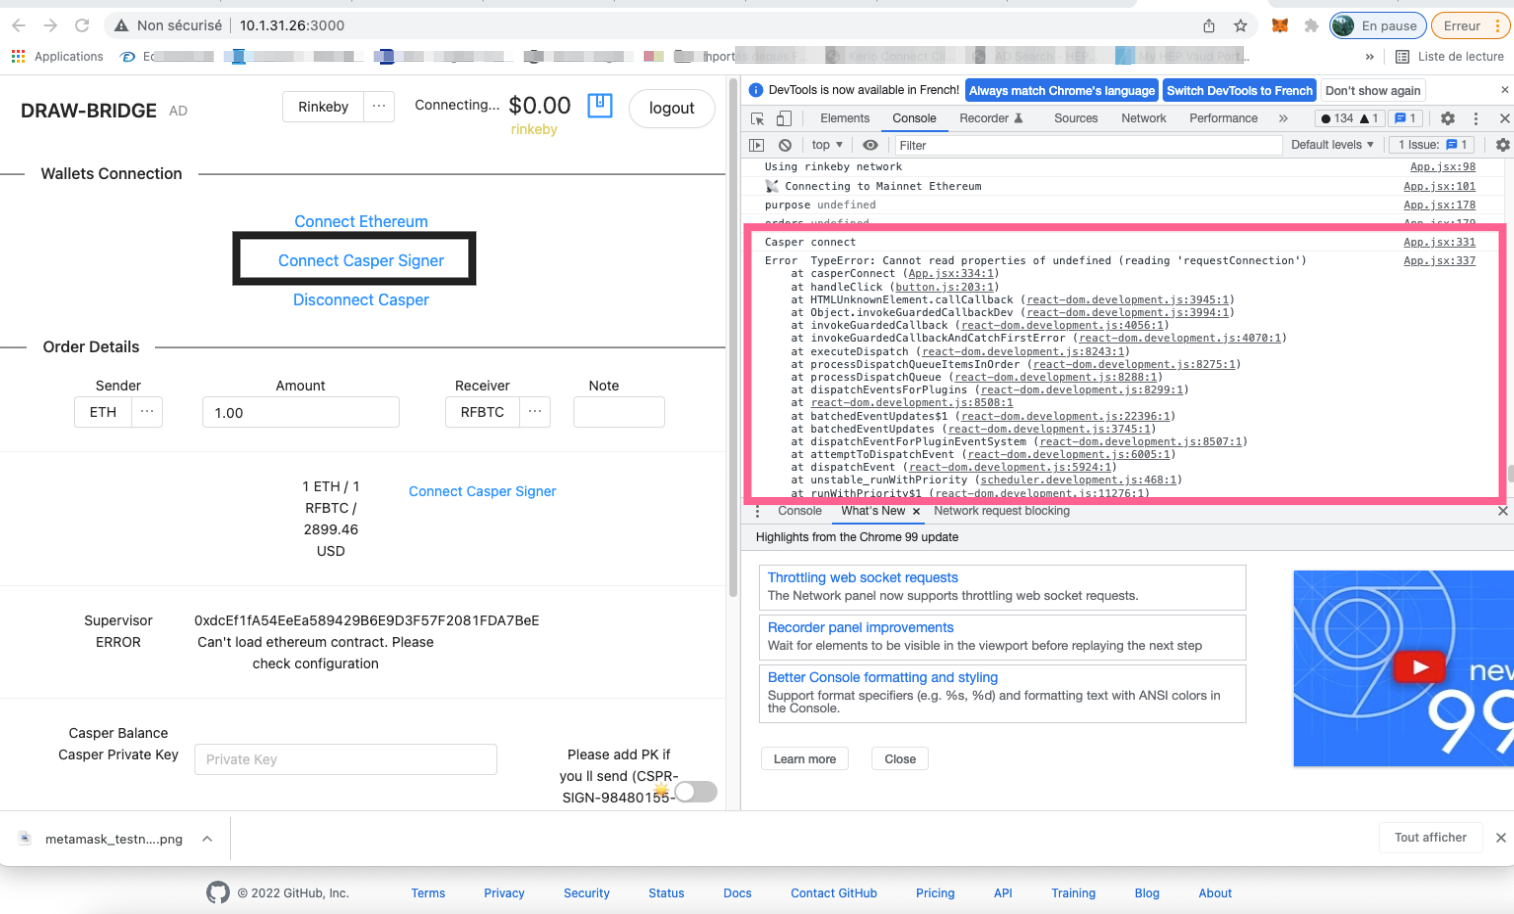 Non sécurisé | 10.1.31.26:3000
En pause
Erreur
Applications
Liste de lecture
DRAW-BRIDGE AD
Rinkeby ···
Connecting... $0.00
rinkeby
logout
Wallets Connection
Connect Ethereum
Connect Casper Signer
Disconnect Casper
Order Details
Sender Amount Receiver Note
ETH ··· 1.00 RFBTC ···
1 ETH / 1
RFBTC /
2899.46
USD
Connect Casper Signer
Supervisor 0xdcEf1fA54EeEa589429B6E9D3F57F2081FDA7BeE
ERROR Can't load ethereum contract. Please
check configuration
Casper Balance
Casper Private Key Private Key
Please add PK if
you ll send (CSPR-
SIGN-98480155-
DevTools is now available in French! Always match Chrome's language Switch DevTools to French Don't show again
Elements Console Recorder Sources Network Performance » 134 1 1
top Filter Default levels 1 Issue: 1
Using rinkeby network App.jsx:98
Connecting to Mainnet Ethereum App.jsx:101
purpose undefined App.jsx:178
orders undefined App.jsx:179
Casper connect App.jsx:331
Error TypeError: Cannot read properties of undefined (reading 'requestConnection') App.jsx:337
at casperConnect (App.jsx:334:1)
at handleClick (button.js:203:1)
at HTMLUnknownElement.callCallback (react-dom.development.js:3945:1)
at Object.invokeGuardedCallbackDev (react-dom.development.js:3994:1)
at invokeGuardedCallback (react-dom.development.js:4056:1)
at invokeGuardedCallbackAndCatchFirstError (react-dom.development.js:4070:1)
at executeDispatch (react-dom.development.js:8243:1)
at processDispatchQueueItemsInOrder (react-dom.development.js:8275:1)
at processDispatchQueue (react-dom.development.js:8288:1)
at dispatchEventsForPlugins (react-dom.development.js:8299:1)
at react-dom.development.js:8508:1
at batchedEventUpdates$1 (react-dom.development.js:22396:1)
at batchedEventUpdates (react-dom.development.js:3745:1)
at dispatchEventForPluginEventSystem (react-dom.development.js:8507:1)
at attemptToDispatchEvent (react-dom.development.js:6005:1)
at dispatchEvent (react-dom.development.js:5924:1)
at unstable_runWithPriority (scheduler.development.js:468:1)
at runWithPriority$1 (react-dom.development.js:11276:1)
Console What's New × Network request blocking
Highlights from the Chrome 99 update
Throttling web socket requests
The Network panel now supports throttling web socket requests.
Recorder panel improvements
Wait for elements to be visible in the viewport before replaying the next step
Better Console formatting and styling
Support format specifiers (e.g. %s, %d) and formatting text with ANSI colors in
the Console.
Learn more Close
new
99
metamask_testn....png
Tout afficher
© 2022 GitHub, Inc. Terms Privacy Security Status Docs Contact GitHub Pricing API Training Blog About